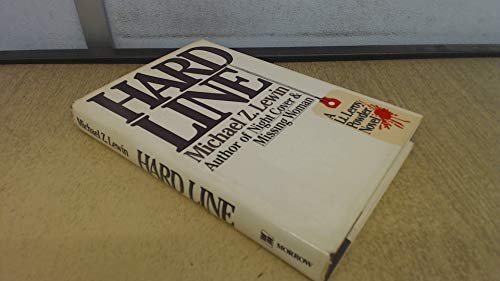 HARD
LINE
Michael Z. Lewin
Author of Night Cover &
Missing Woman
A
Lt. Leroy
Powder
Novel
Michael Z. Lewin
HARD LINE
MORROW